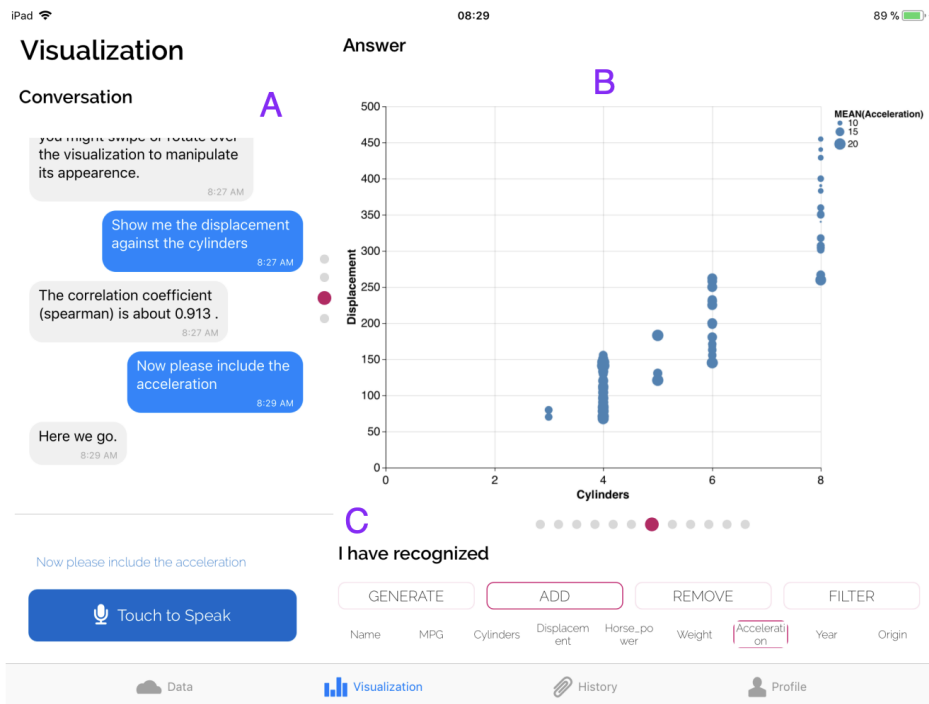 iPad
08:29
89 %
Visualization
Answer
Conversation
A
B
you might swipe or rotate over
the visualization to manipulate
its appearence.
8:27 AM
Show me the displacement
against the cylinders
8:27 AM
The correlation coefficient
(spearman) is about 0.913 .
8:27 AM
Now please include the
acceleration
8:29 AM
Here we go.
8:29 AM
Now please include the acceleration
Touch to Speak
500
450
400
350
300
250
200
150
100
50
0
Displacement
0 2 4 6 8
Cylinders
MEAN(Acceleration)
10
15
20
C
I have recognized
GENERATE ADD REMOVE FILTER
Name MPG Cylinders Displacem
ent Horse_po
wer Weight Accelerati
on Year Origin
Data Visualization History Profile